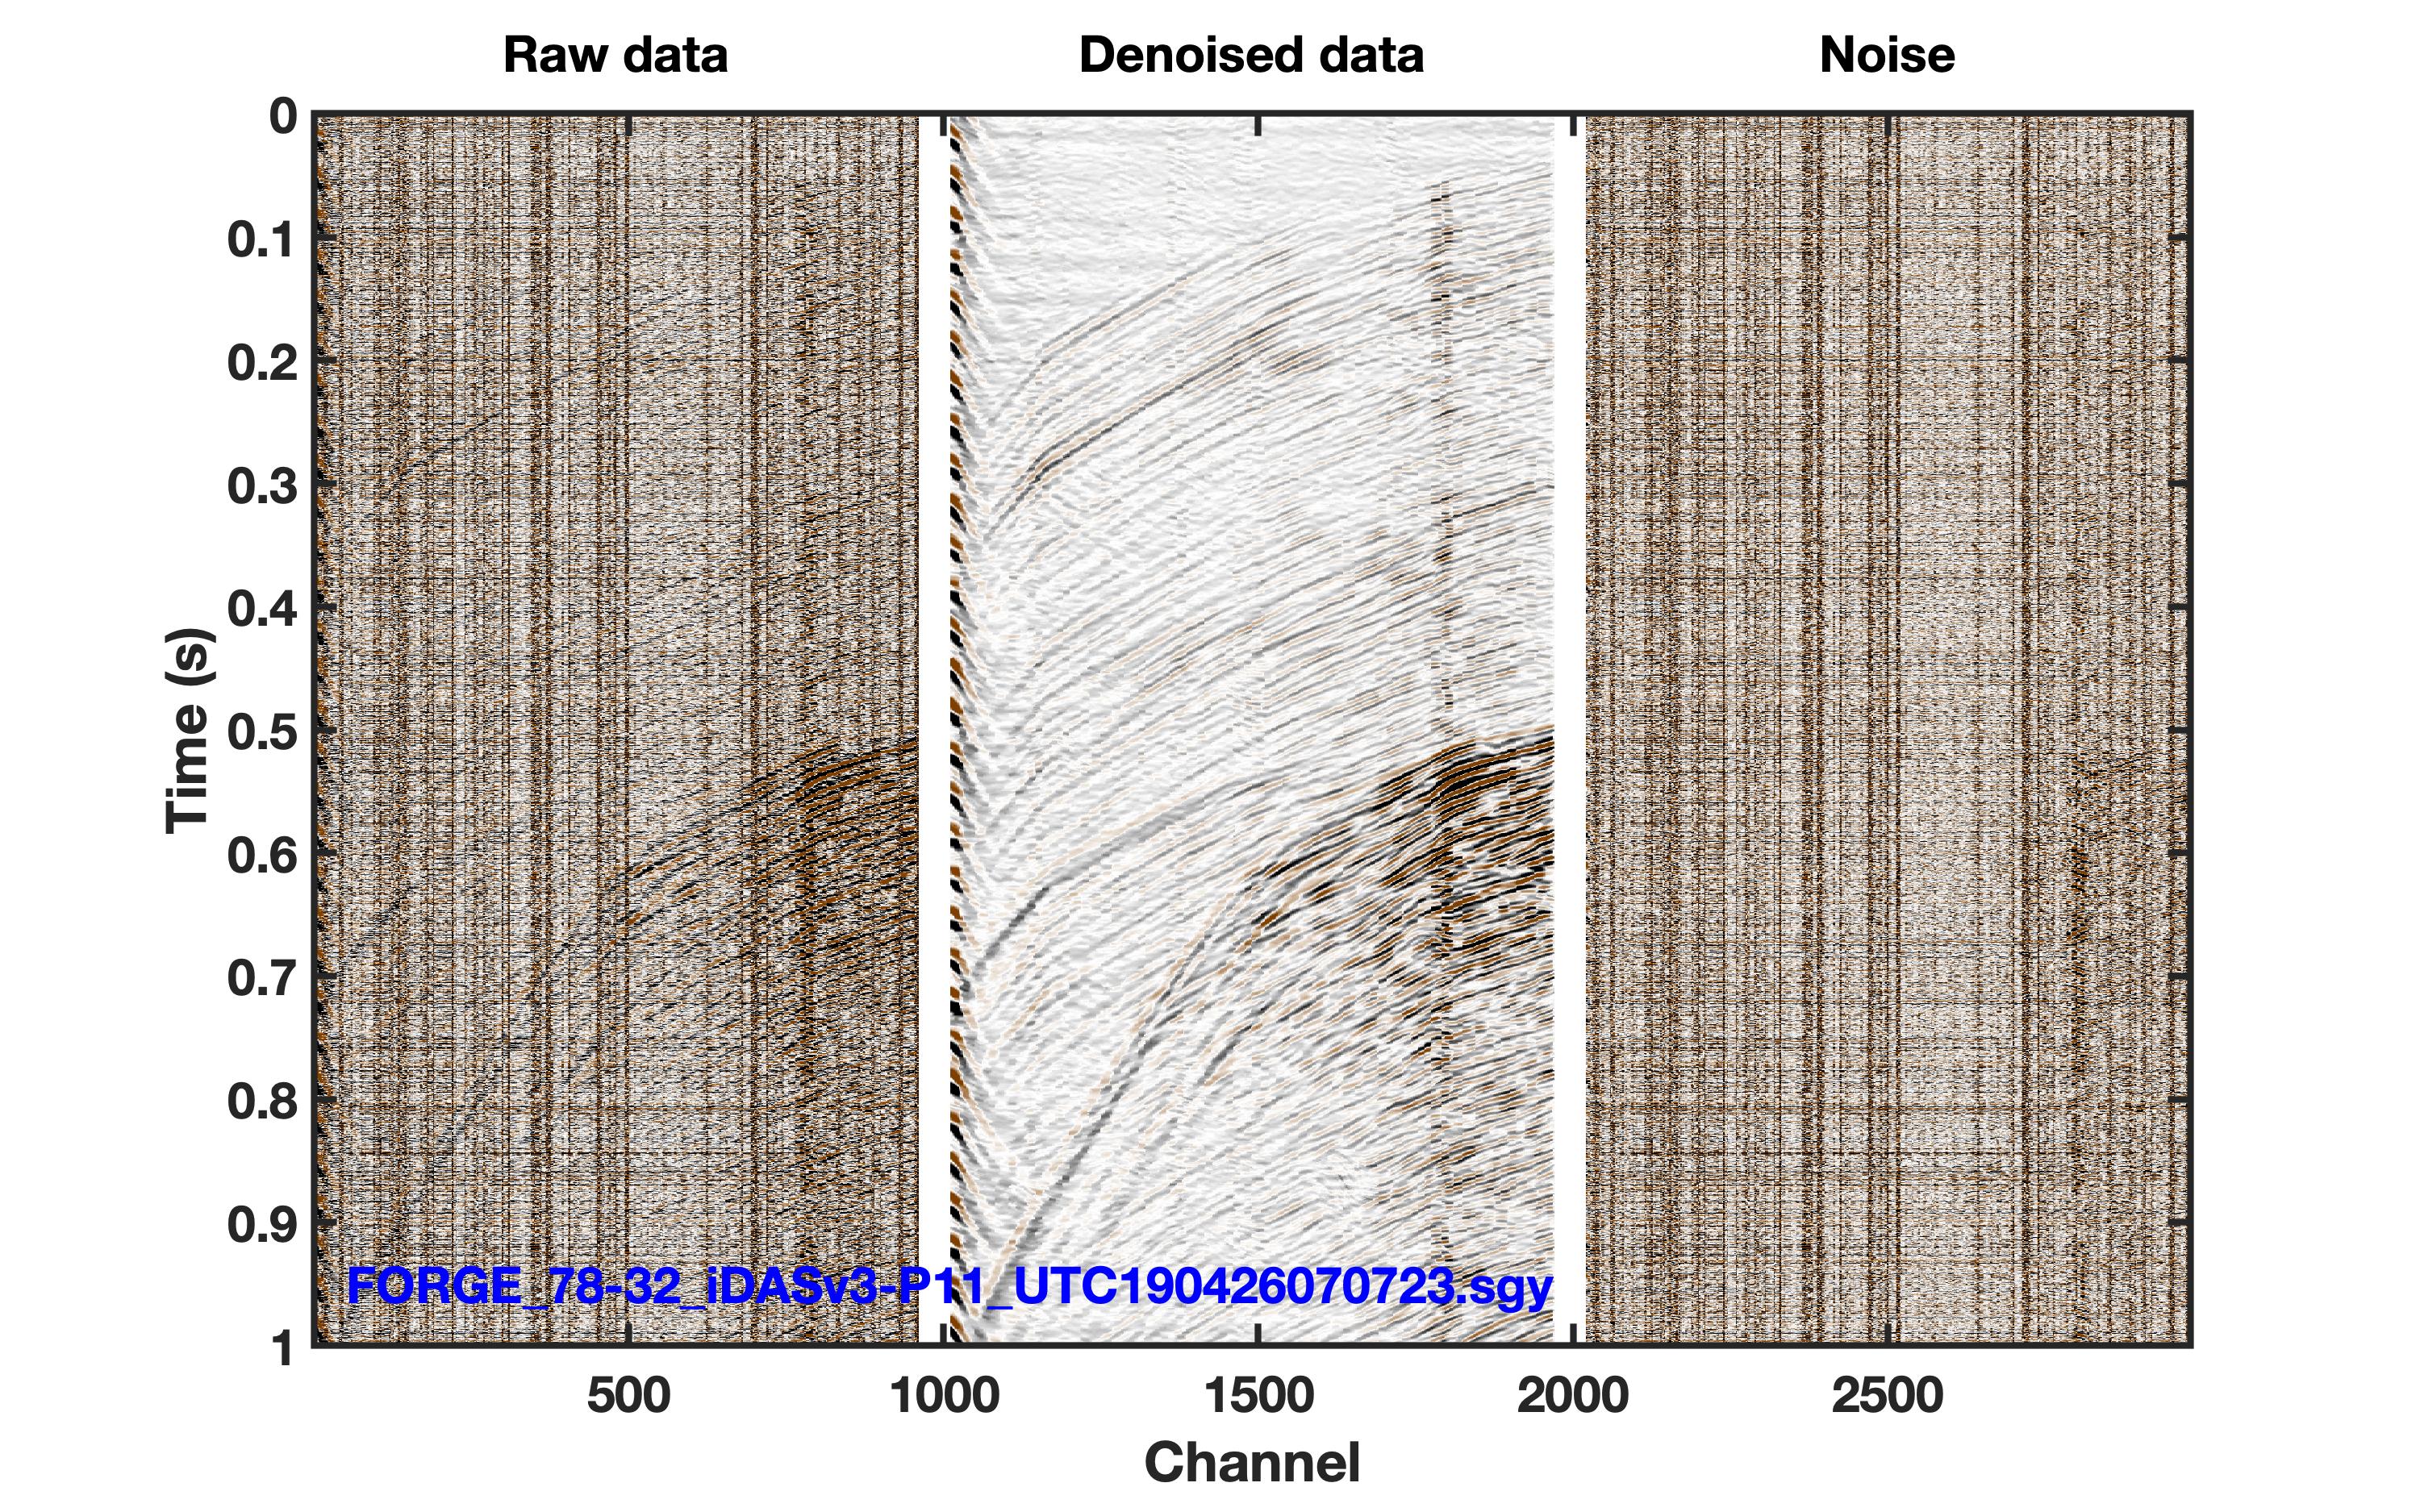 Raw data
Denoised data
Noise
0
0.1
0.2
0.3
0.4
0.5
0.6
0.7
0.8
0.9
1
Time (s)
FORGE_78-32_iDASv3-P11_UTC190426070723.sgy
500
1000
1500
2000
2500
Channel